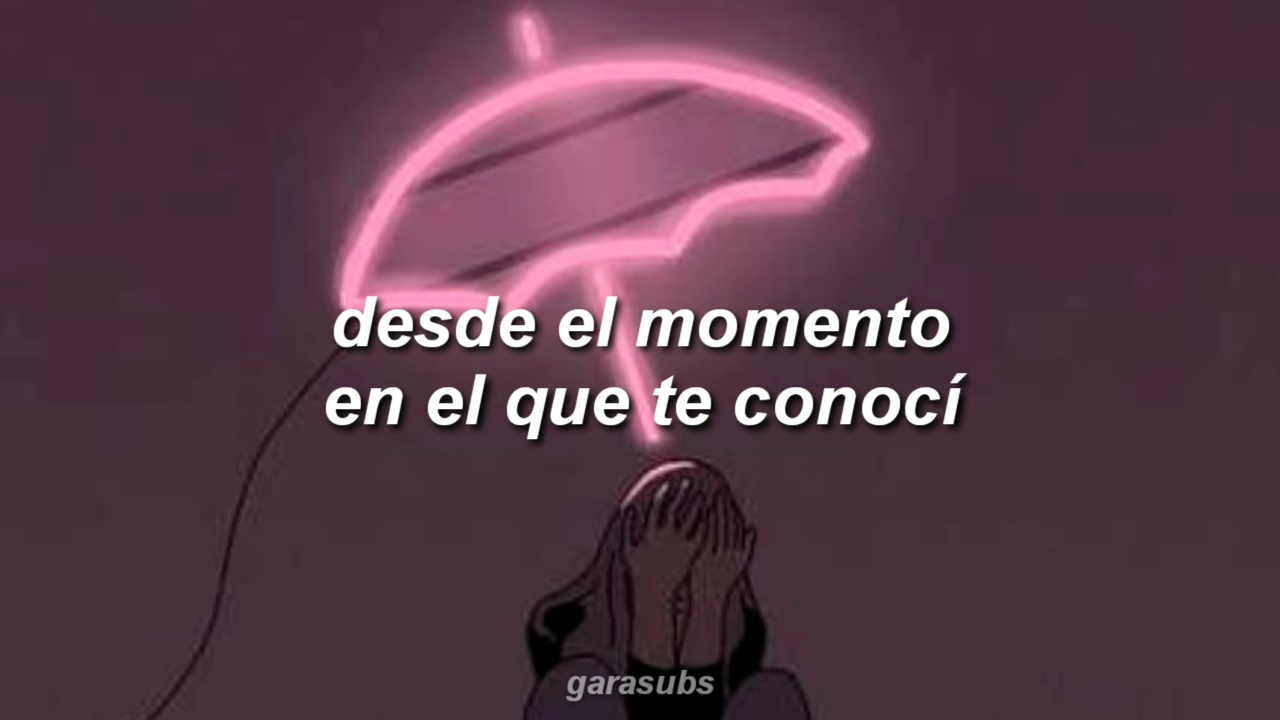 desde el momento
en el que te conocí
garasubs